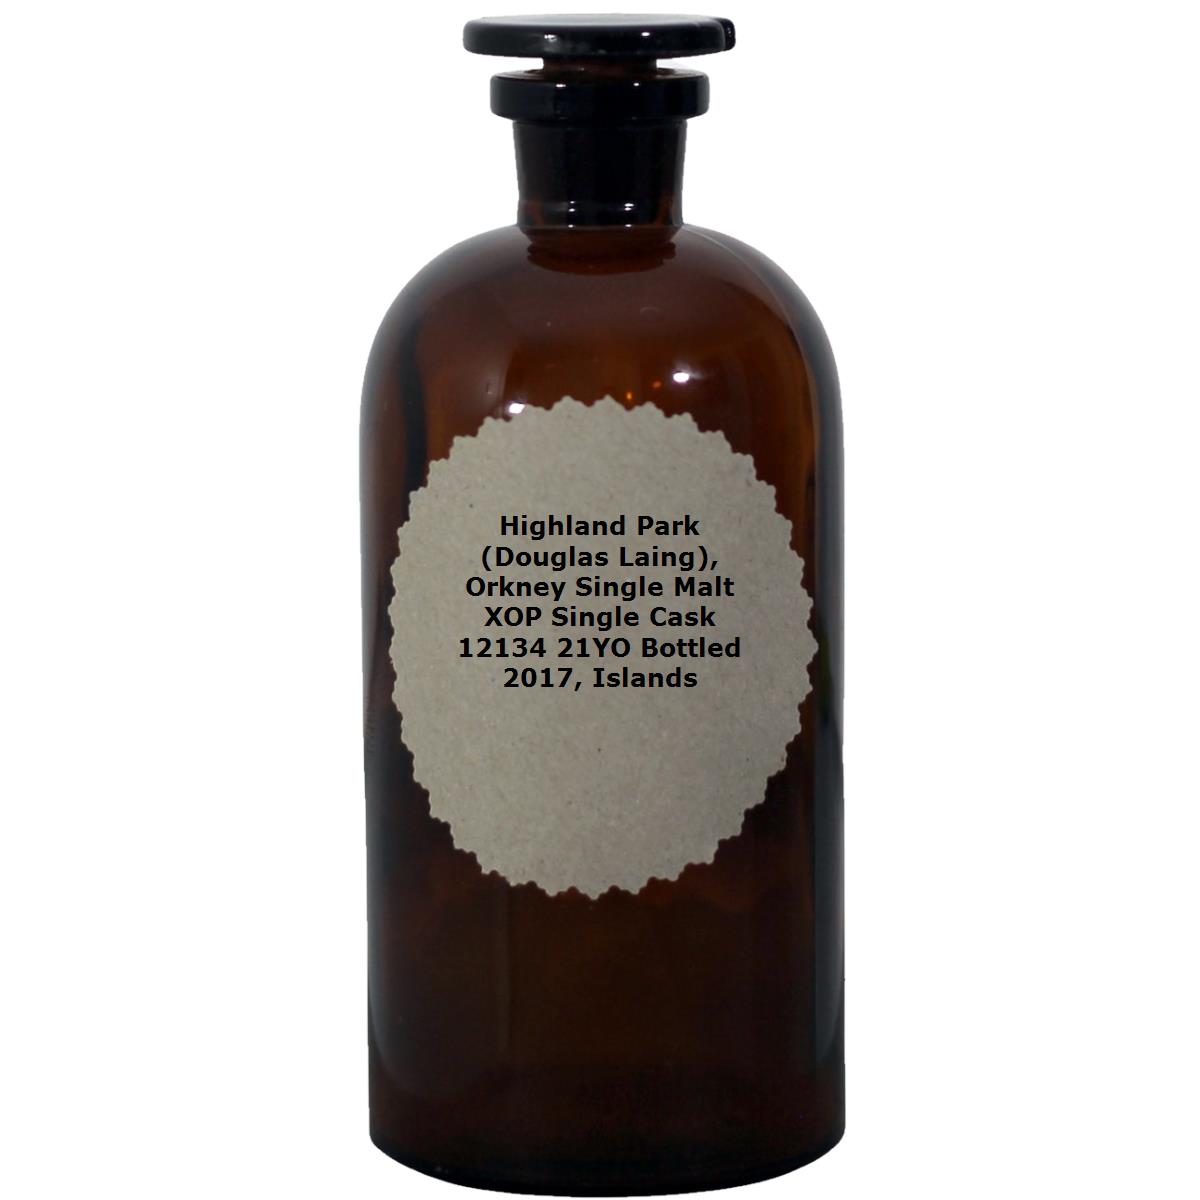 Highland Park
(Douglas Laing),
Orkney Single Malt
XOP Single Cask
12134 21YO Bottled
2017, Islands